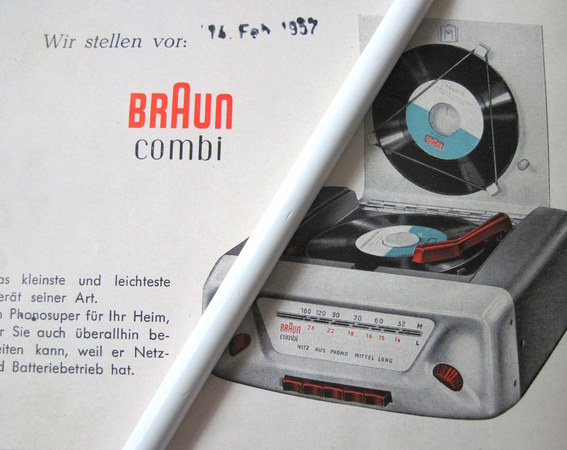 Wir stellen vor:
16. Feb 1957
BRAUN
combi
as kleinste und leichteste
erät seiner Art.
n Phonosuper für Ihr Heim,
r Sie auch überallhin be-
eiten kann, weil er Netz-
d Batteriebetrieb hat.
160 120 90 70 60 52 M
BRAUN
combi
NETZ AUS PHONO MITTEL LANG
L
BRAUN